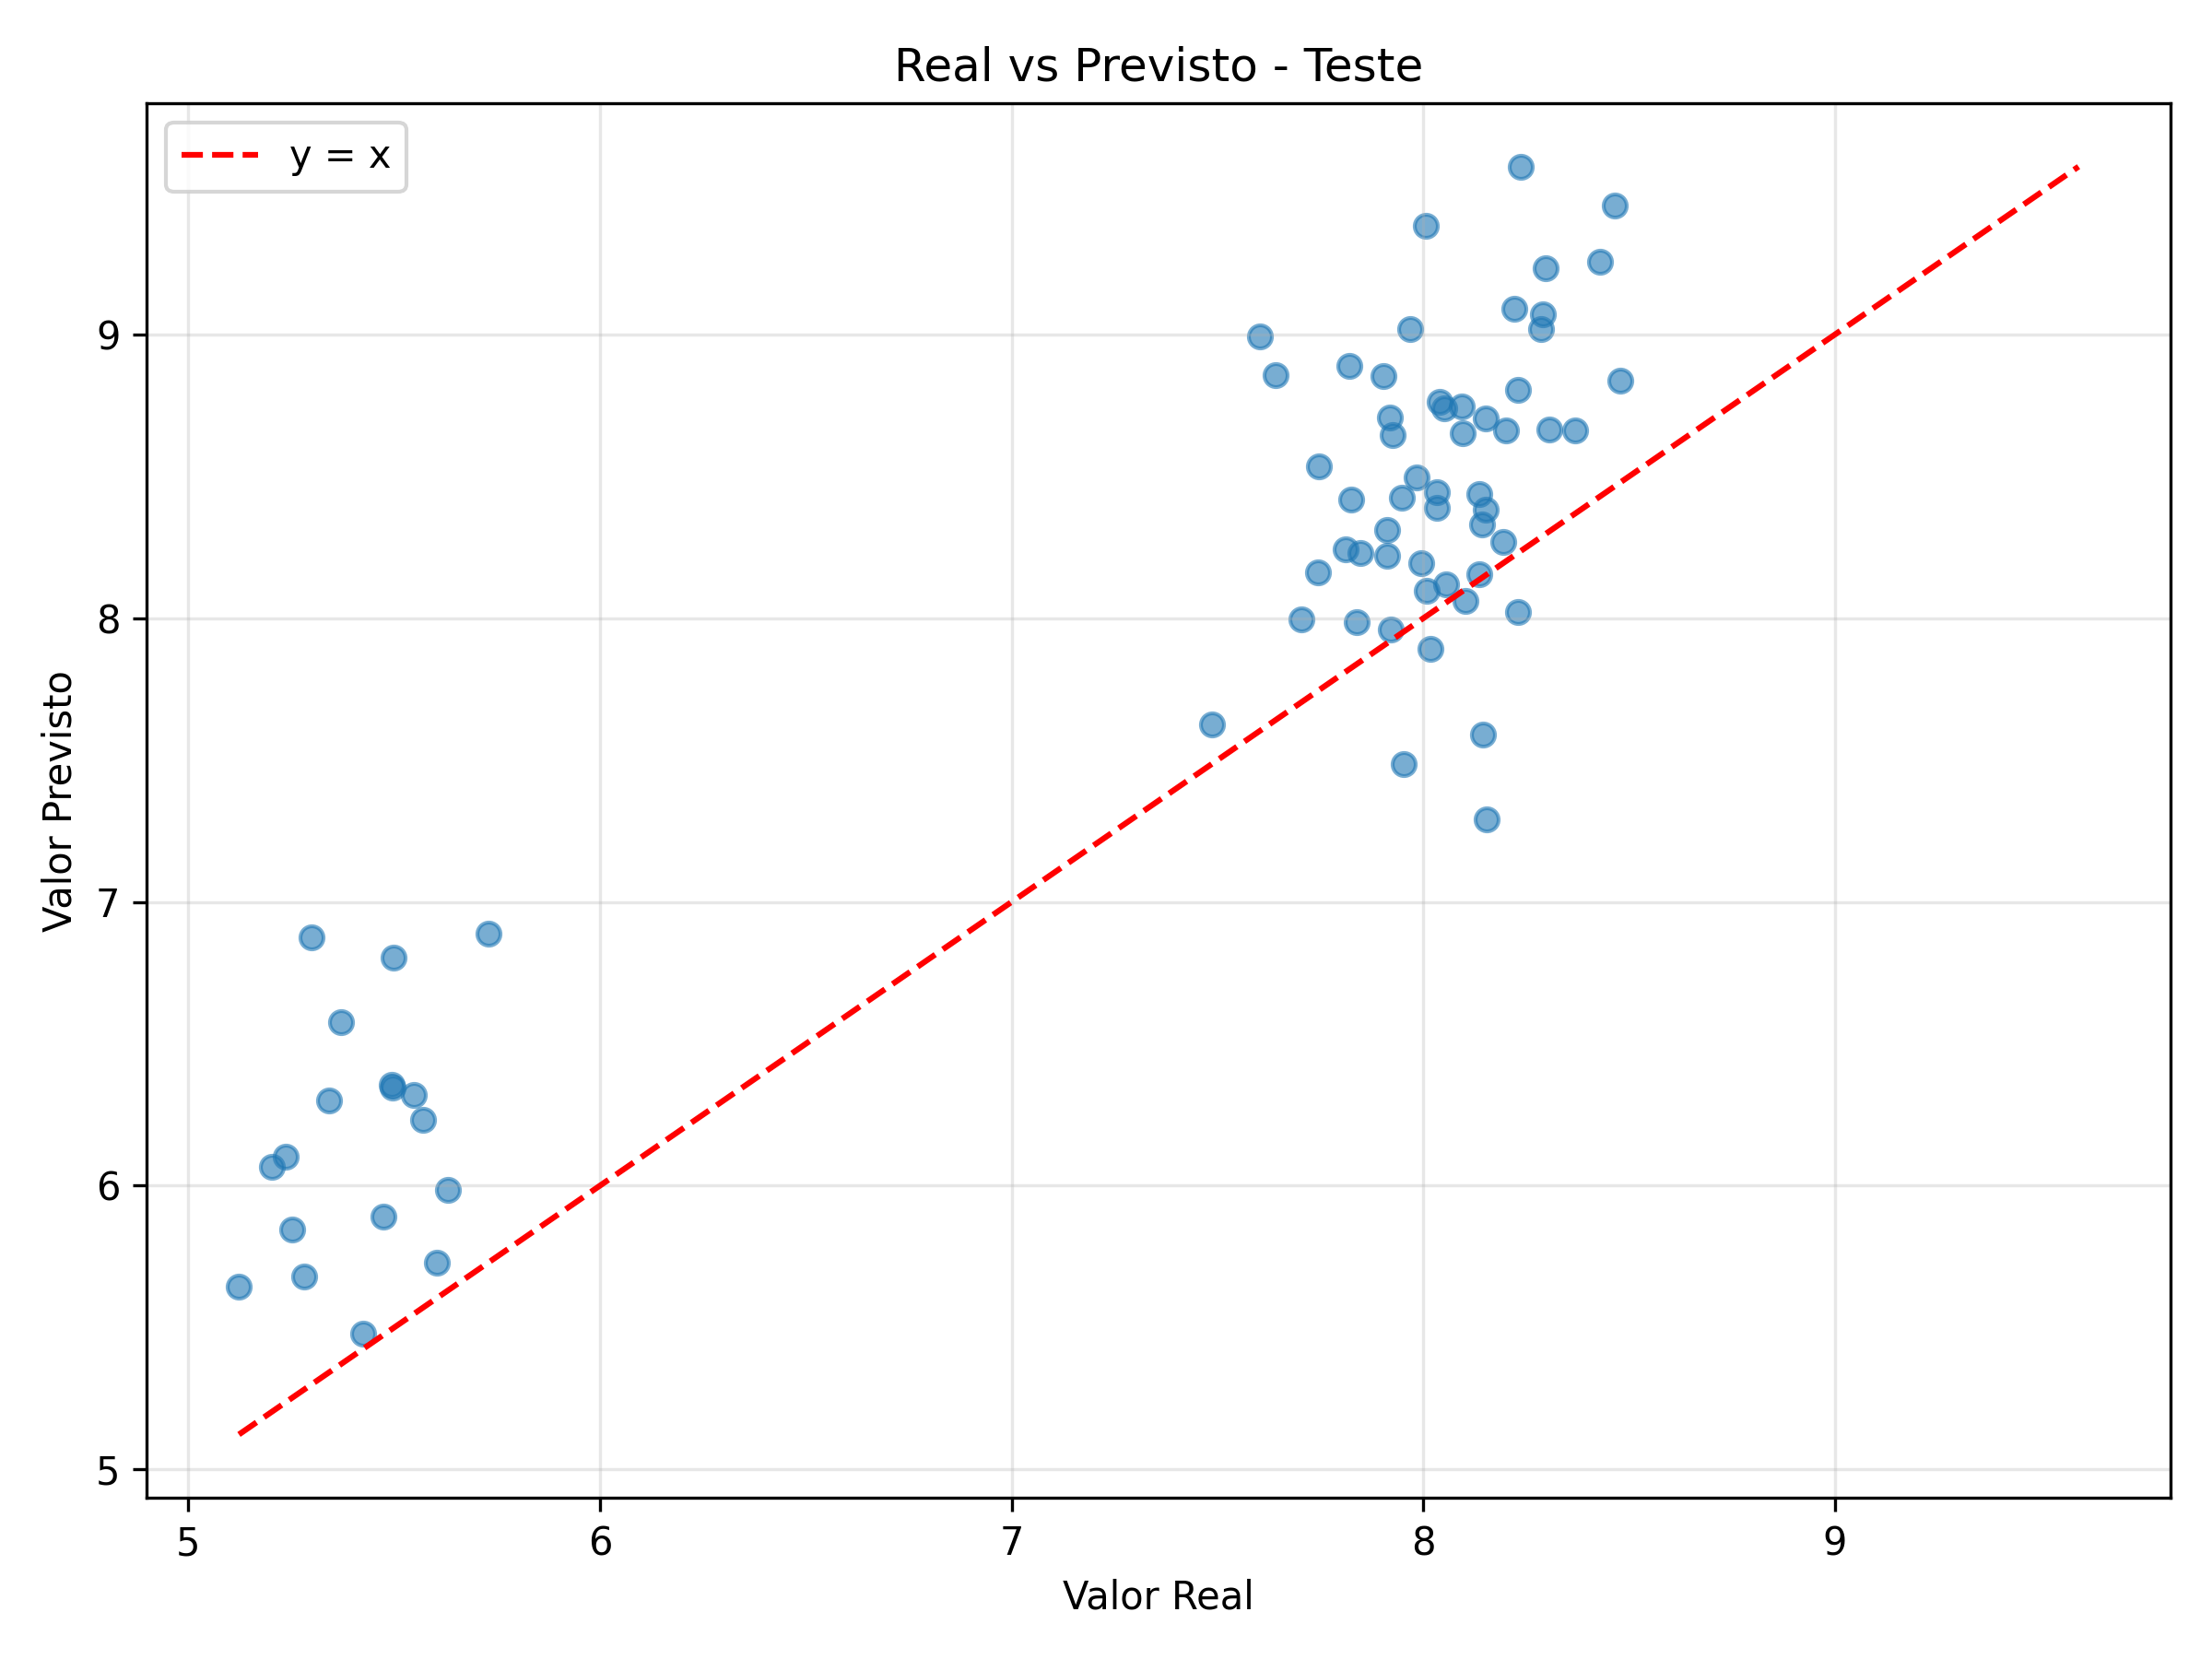 Real vs Previsto - Teste
y = x
Valor Previsto
9
8
7
6
5
5 6 7 8 9
Valor Real